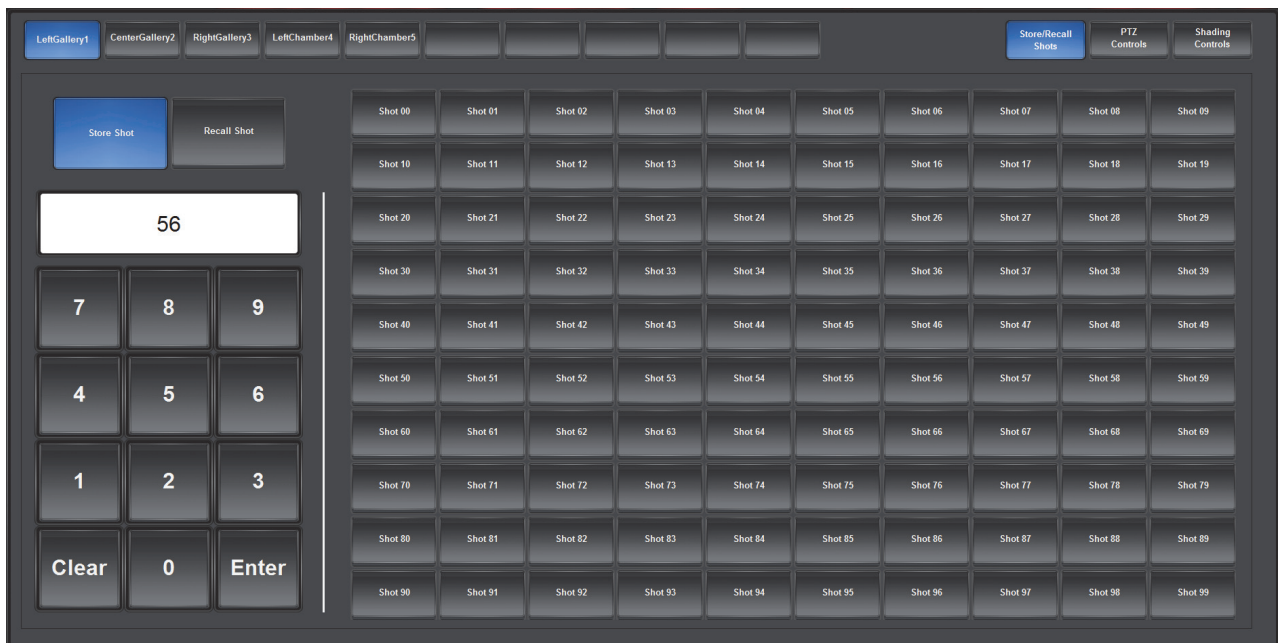 LeftGallery1 CenterGallery2 RightGallery3 LeftChamber4 RightChamber5 Store/Recall Shots PTZ Controls Shading Controls
Store Shot Recall Shot
56
7 8 9
4 5 6
1 2 3
Clear 0 Enter
Shot 00 Shot 01 Shot 02 Shot 03 Shot 04 Shot 05 Shot 06 Shot 07 Shot 08 Shot 09
Shot 10 Shot 11 Shot 12 Shot 13 Shot 14 Shot 15 Shot 16 Shot 17 Shot 18 Shot 19
Shot 20 Shot 21 Shot 22 Shot 23 Shot 24 Shot 25 Shot 26 Shot 27 Shot 28 Shot 29
Shot 30 Shot 31 Shot 32 Shot 33 Shot 34 Shot 35 Shot 36 Shot 37 Shot 38 Shot 39
Shot 40 Shot 41 Shot 42 Shot 43 Shot 44 Shot 45 Shot 46 Shot 47 Shot 48 Shot 49
Shot 50 Shot 51 Shot 52 Shot 53 Shot 54 Shot 55 Shot 56 Shot 57 Shot 58 Shot 59
Shot 60 Shot 61 Shot 62 Shot 63 Shot 64 Shot 65 Shot 66 Shot 67 Shot 68 Shot 69
Shot 70 Shot 71 Shot 72 Shot 73 Shot 74 Shot 75 Shot 76 Shot 77 Shot 78 Shot 79
Shot 80 Shot 81 Shot 82 Shot 83 Shot 84 Shot 85 Shot 86 Shot 87 Shot 88 Shot 89
Shot 90 Shot 91 Shot 92 Shot 93 Shot 94 Shot 95 Shot 96 Shot 97 Shot 98 Shot 99